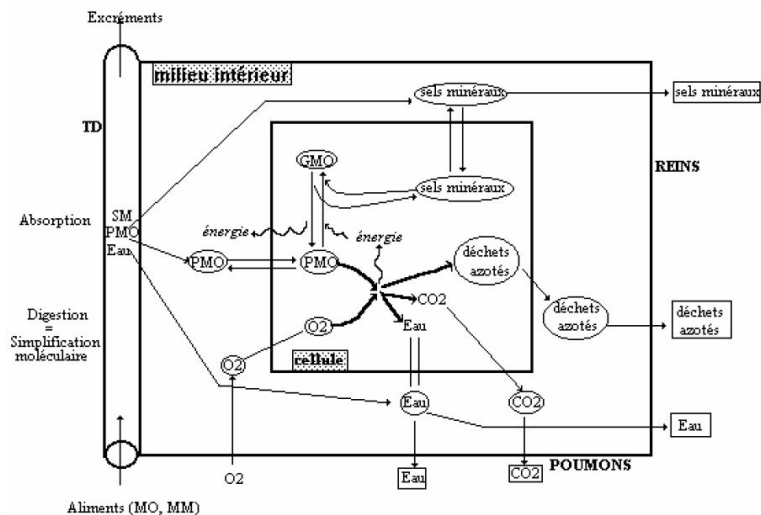 Excréments
milieu intérieur
sels minéraux
sels minéraux
TD
REINS
GMO
sels minéraux
Absorption
SM
PMO
Eau
énergie
énergie
PMO
PMO
déchets
azotés
CO2
O2
Eau
déchets
azotés
déchets
azotés
Digestion
=
Simplification
moléculaire
cellule
O2
Eau
CO2
Eau
POUMONS
O2
Eau
CO2
Aliments (MO, MM)